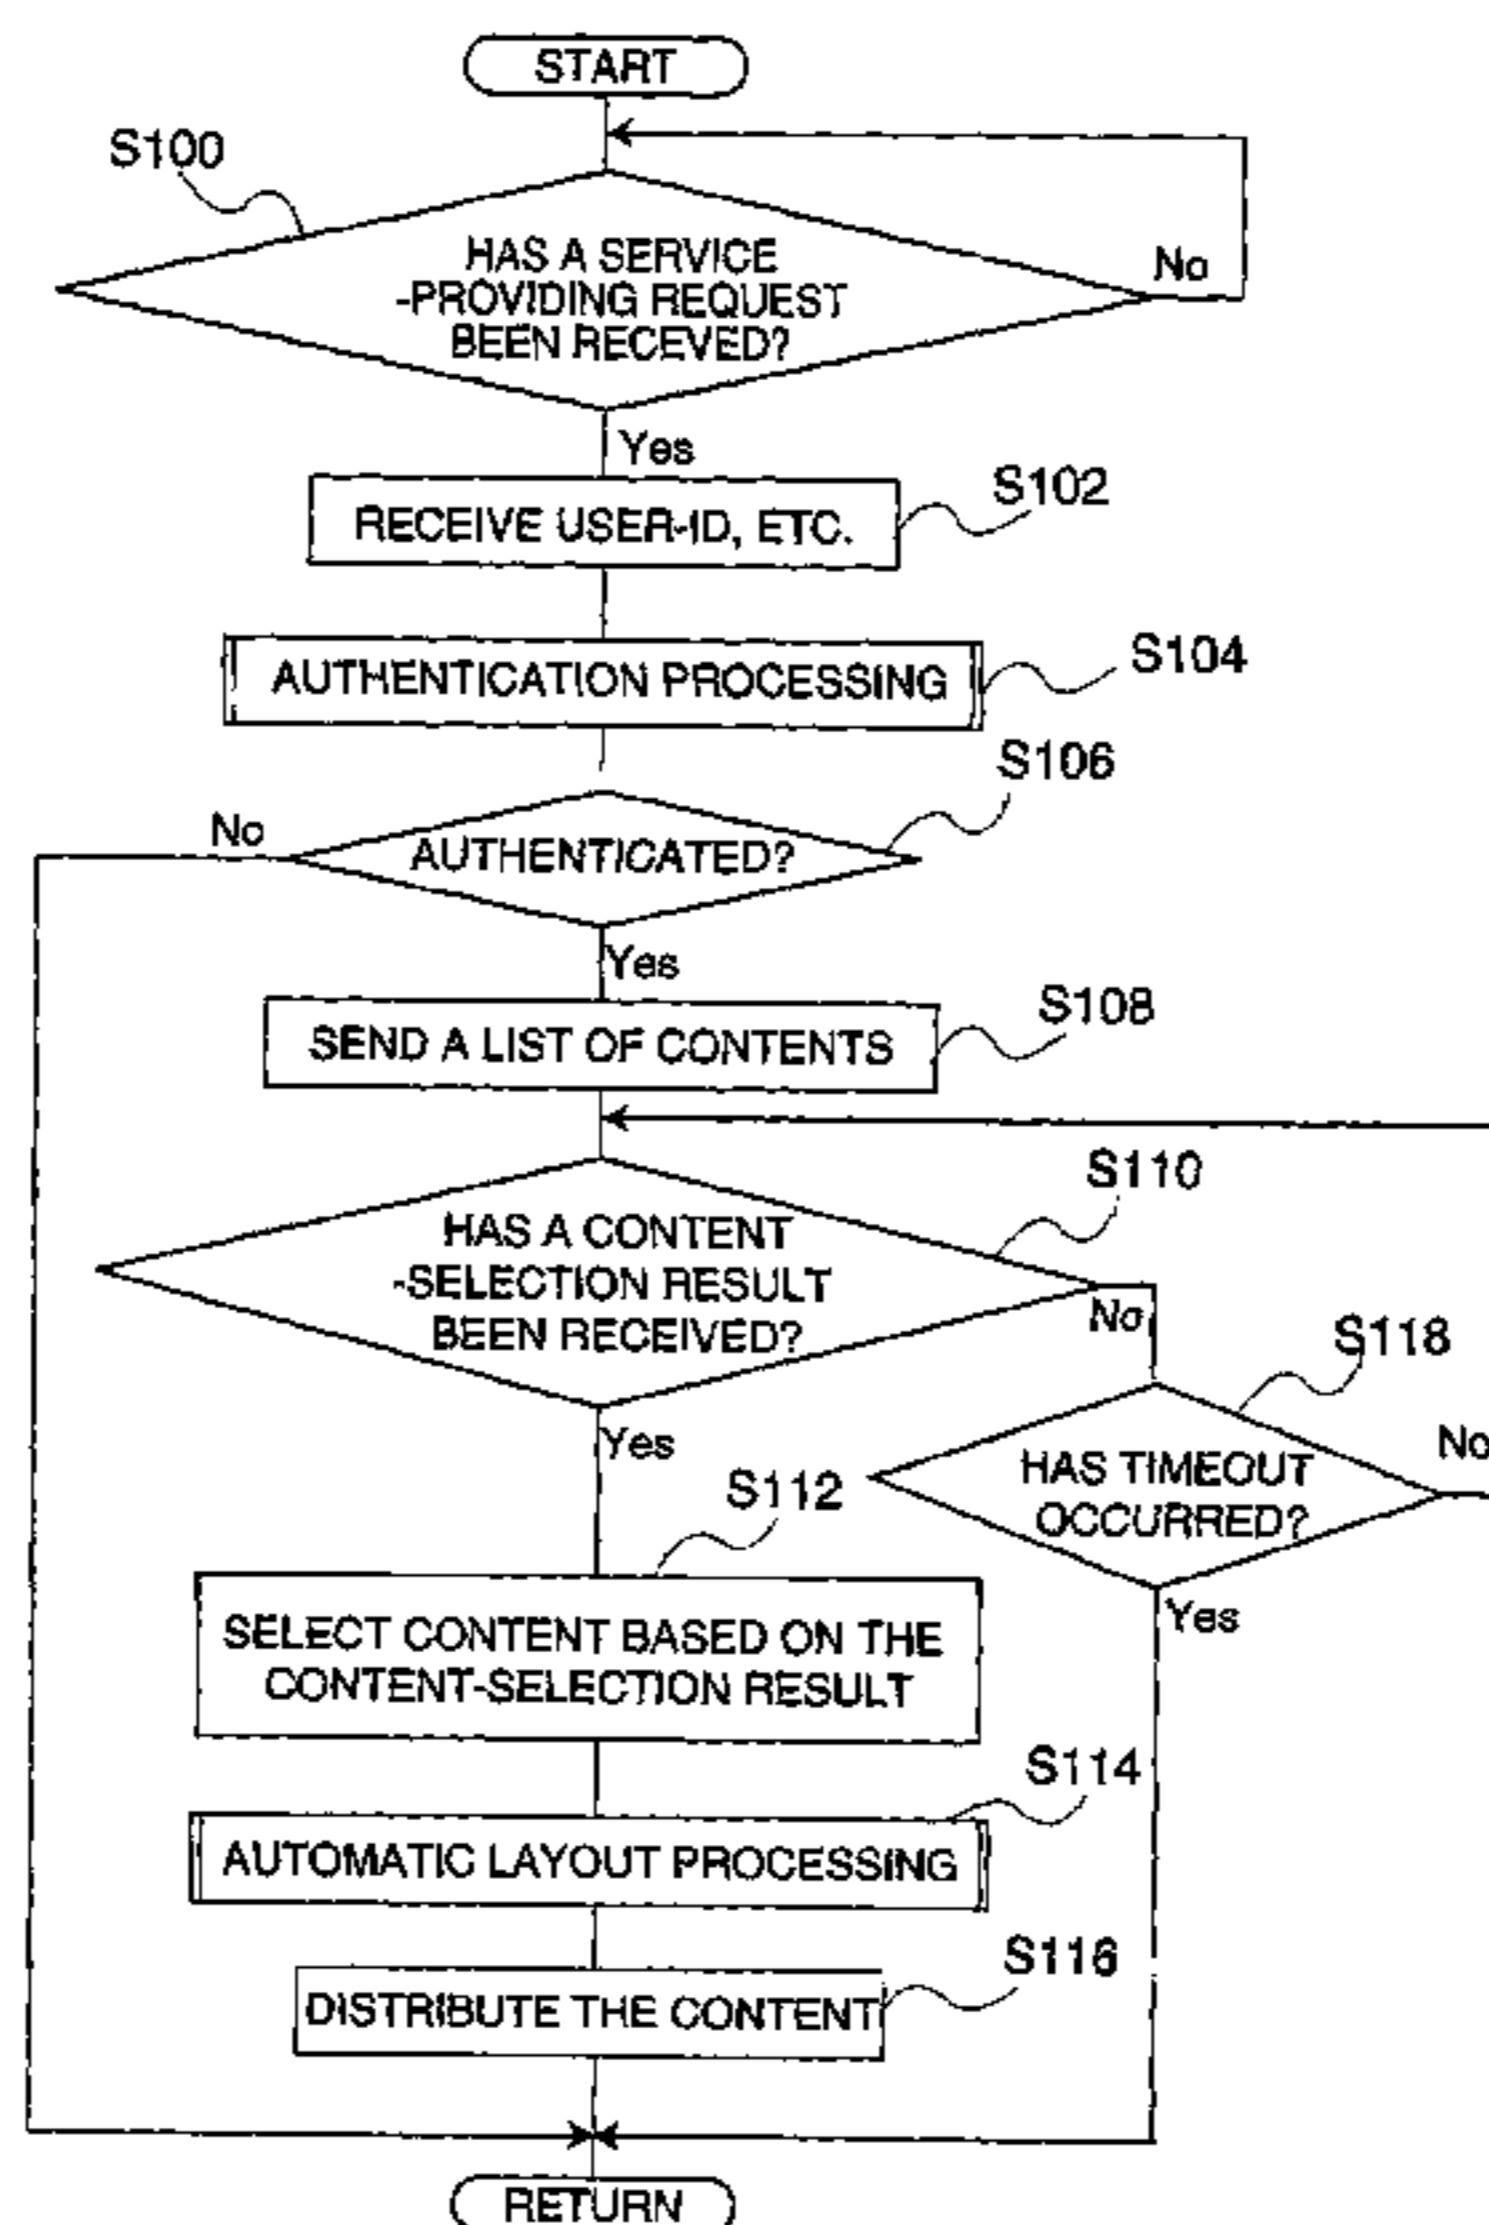 START
S100
HAS A SERVICE
-PROVIDING REQUEST
BEEN RECEVED?
No
Yes
S102
RECEIVE USER-ID, ETC.
S104
AUTHENTICATION PROCESSING
S106
No
AUTHENTICATED?
Yes
S108
SEND A LIST OF CONTENTS
S110
HAS A CONTENT
-SELECTION RESULT
BEEN RECEIVED?
No
S118
Yes
No
HAS TIMEOUT
OCCURRED?
S112
Yes
SELECT CONTENT BASED ON THE
CONTENT-SELECTION RESULT
S114
AUTOMATIC LAYOUT PROCESSING
S116
DISTRIBUTE THE CONTENT
RETURN